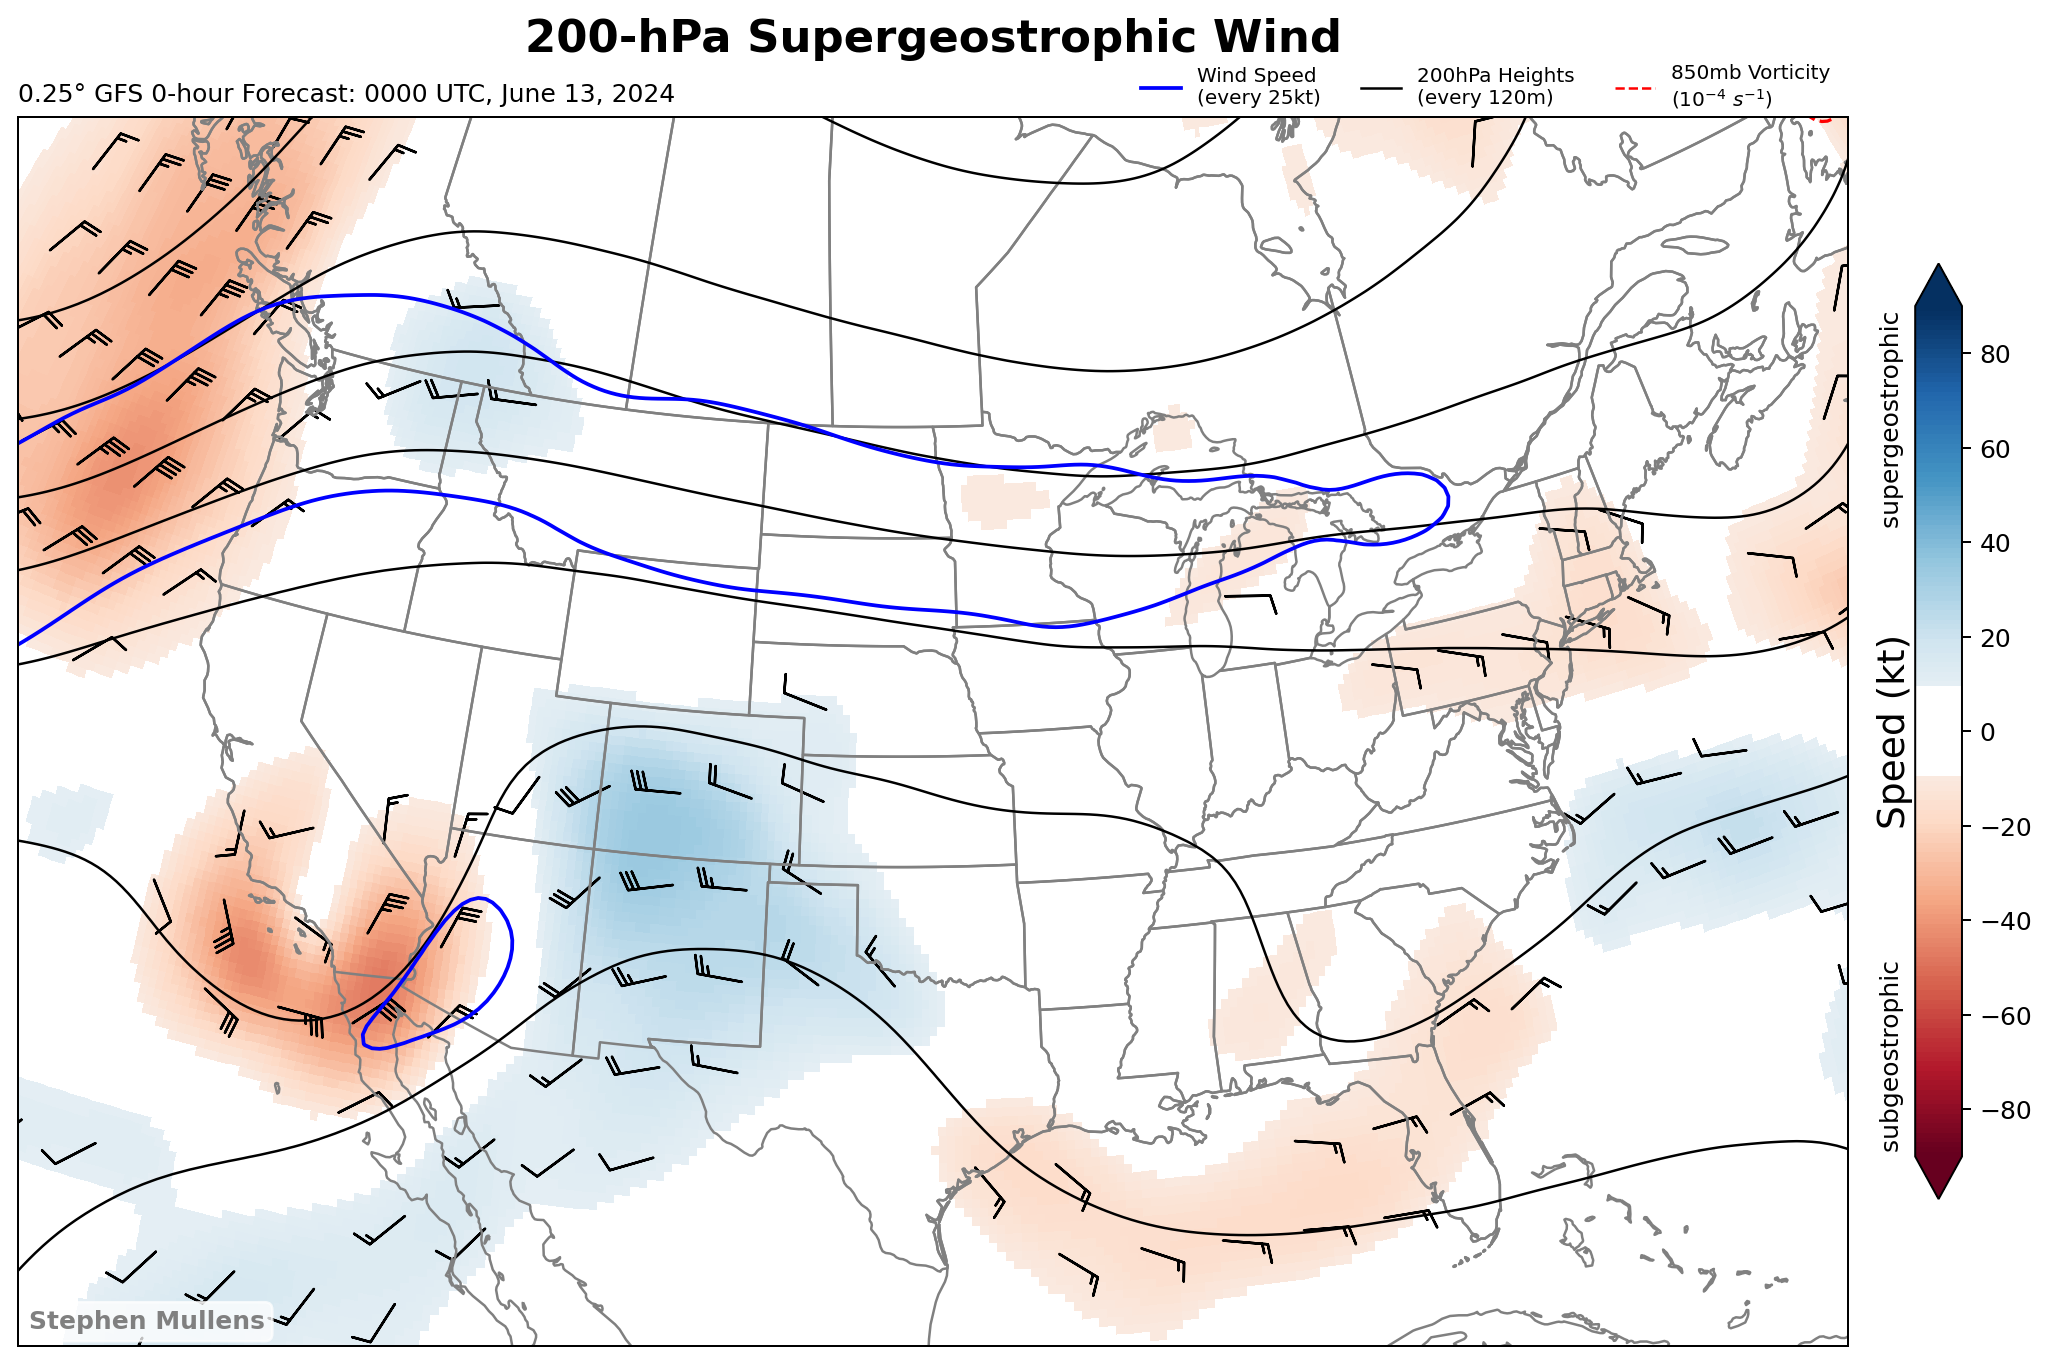 200-hPa Supergeostrophic Wind
0.25° GFS 0-hour Forecast: 0000 UTC, June 13, 2024
Wind Speed
(every 25kt)
200hPa Heights
(every 120m)
850mb Vorticity
(10⁻⁴ s⁻¹)
supergeostrophic
Speed (kt)
subgeostrophic
80
60
40
20
0
−20
−40
−60
−80
Stephen Mullens